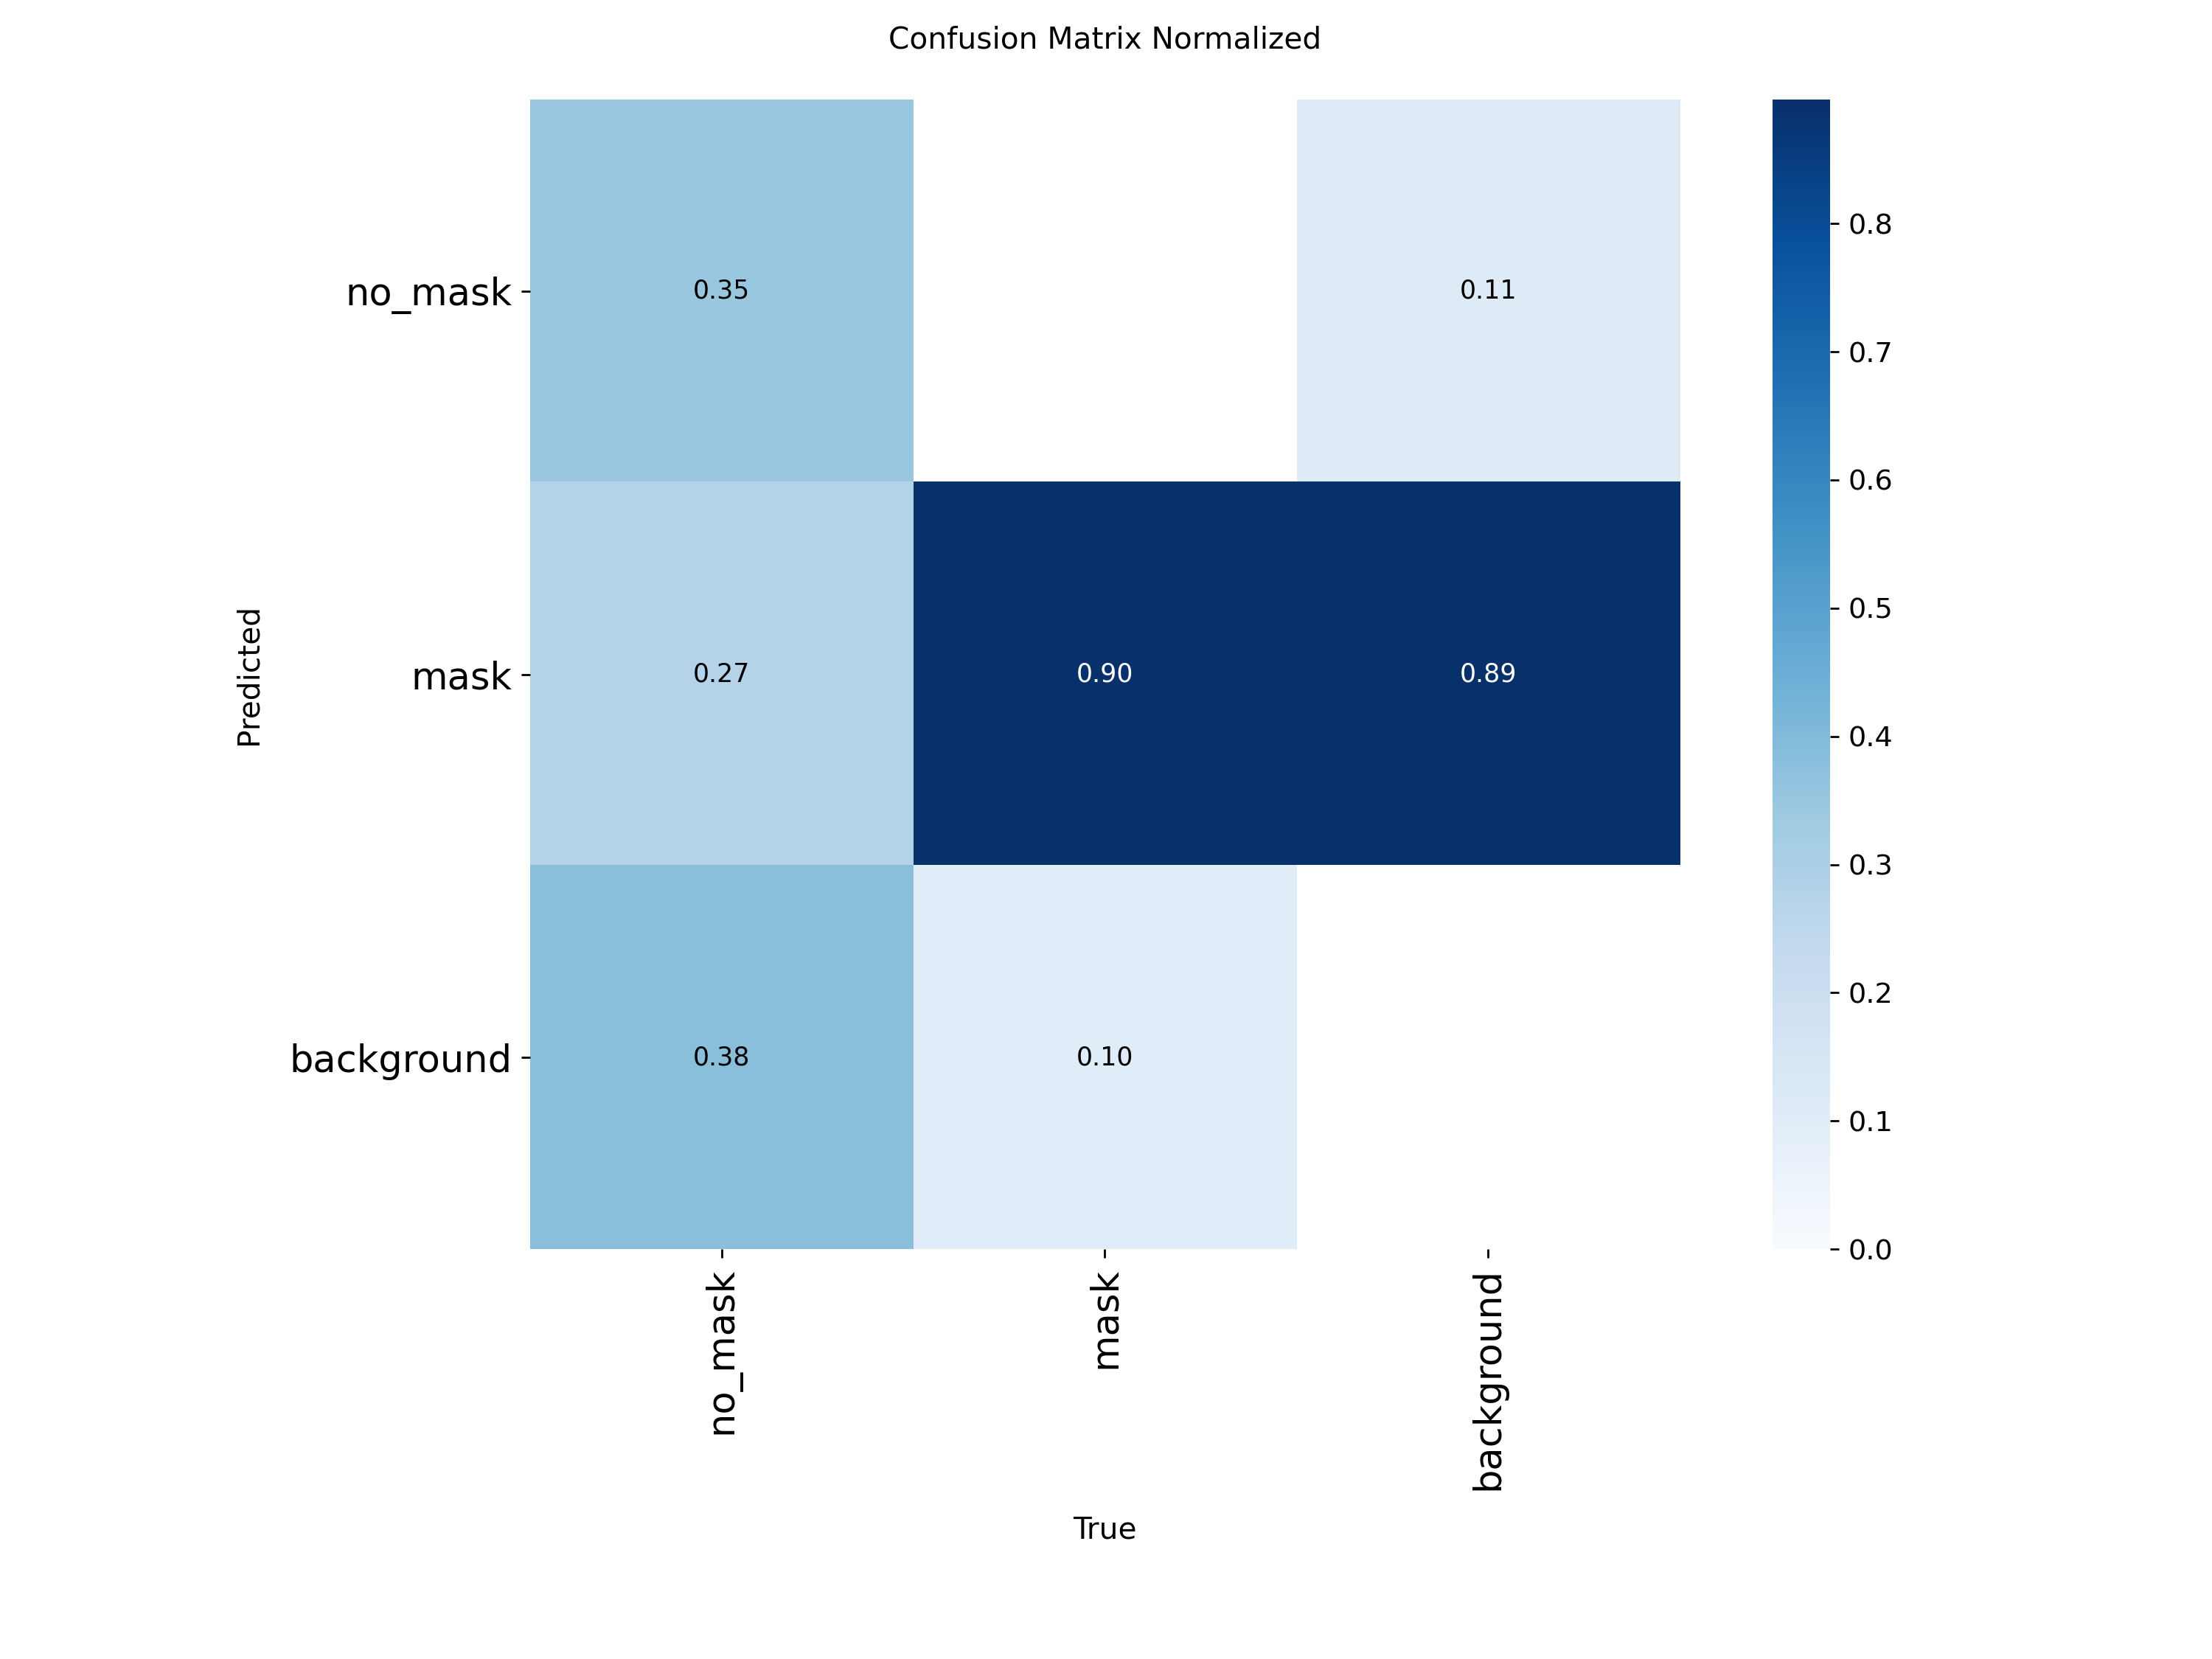 Confusion Matrix Normalized
no_mask
0.35
0.11
0.8
0.7
0.6
0.5
0.4
0.3
0.2
0.1
0.0
Predicted
mask
0.27
0.90
0.89
background
0.38
0.10
no_mask
mask
background
True